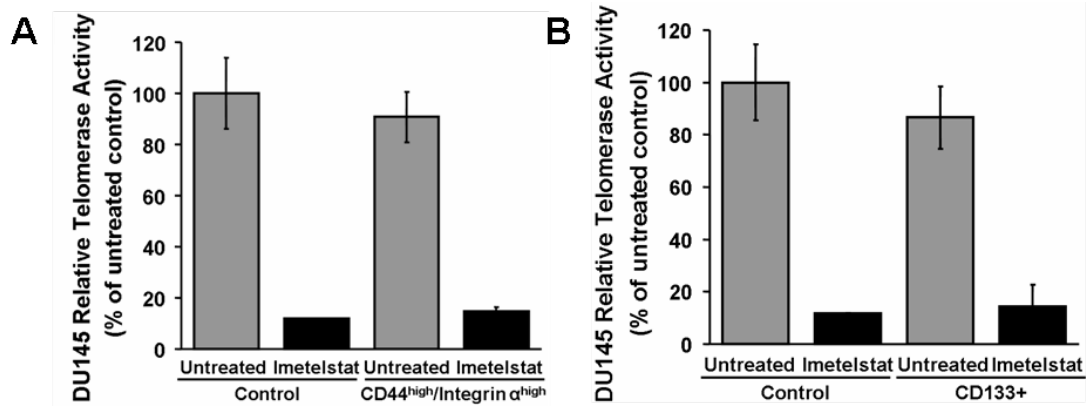 A
DU145 Relative Telomerase Activity
(% of untreated control)
120
100
80
60
40
20
0
Untreated Imetelstat Untreated Imetelstat
Control CD44high/Integrin αhigh
B
DU145 Relative Telomerase Activity
(% of untreated control)
120
100
80
60
40
20
0
Untreated Imetelstat Untreated Imetelstat
Control CD133+